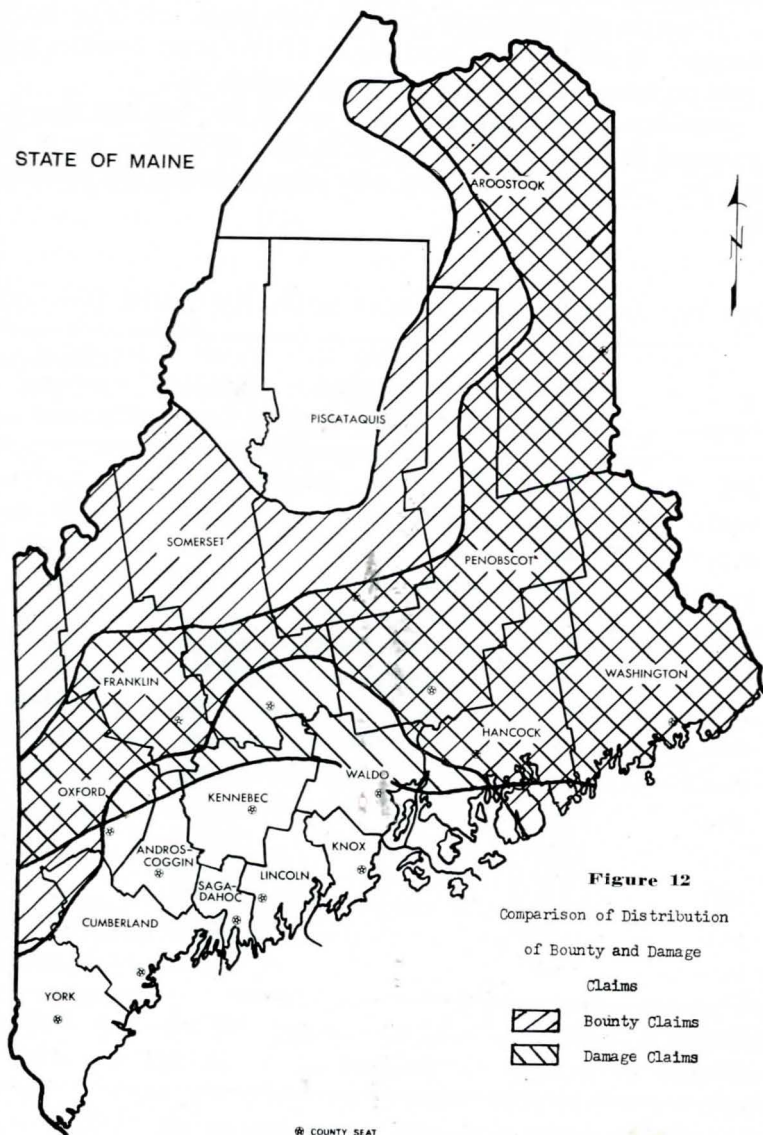 STATE OF MAINE
AROOSTOOK
N
PISCATAQUIS
SOMERSET
PENOBSCOT
FRANKLIN
WASHINGTON
HANCOCK
OXFORD
WALDO
KENNEBEC
ANDROS-
COGGIN
KNOX
LINCOLN
SAGA-
DAHOC
CUMBERLAND
YORK
Figure 12
Comparison of Distribution
of Bounty and Damage
Claims
Bounty Claims
Damage Claims
COUNTY SEAT